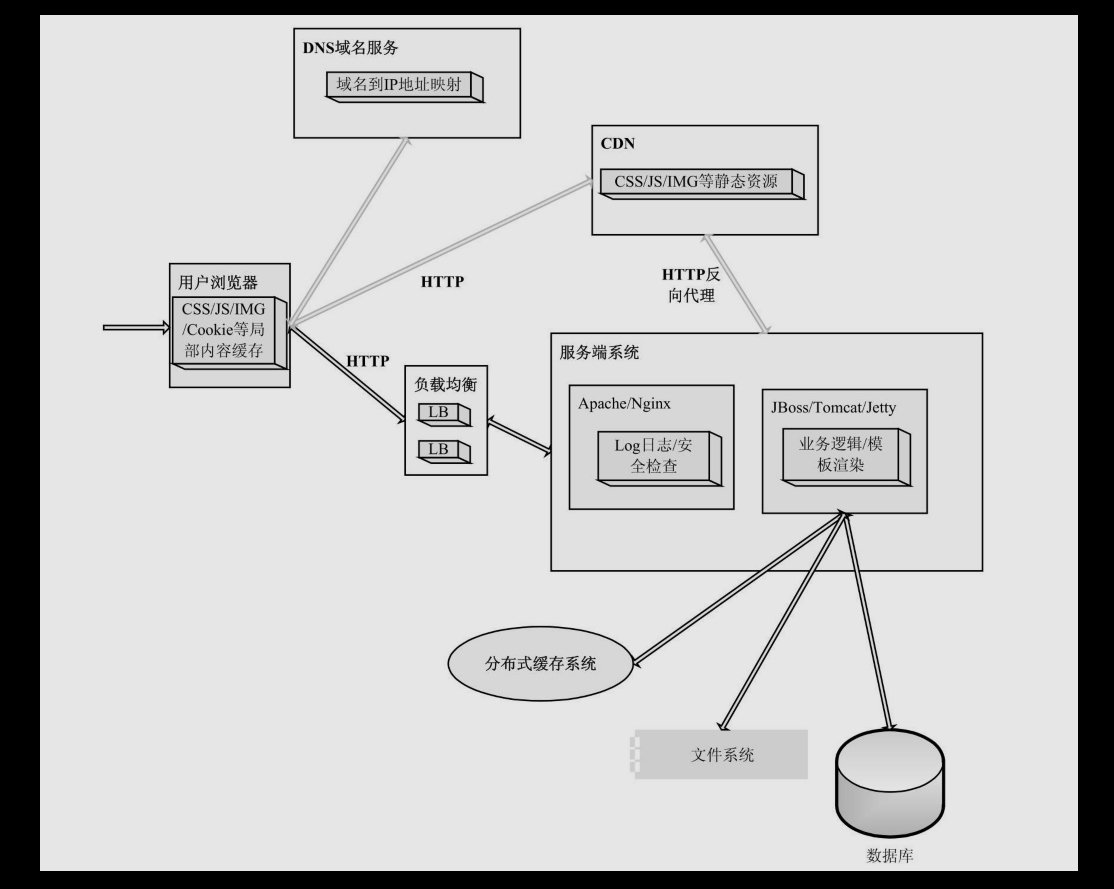 DNS域名服务
域名到IP地址映射
CDN
CSS/JS/IMG等静态资源
用户浏览器
CSS/JS/IMG
/Cookie等局
部内容缓存
HTTP
HTTP反
向代理
HTTP
负载均衡
LB
LB
服务端系统
Apache/Nginx
Log日志/安
全检查
JBoss/Tomcat/Jetty
业务逻辑/模
板渲染
分布式缓存系统
文件系统
数据库